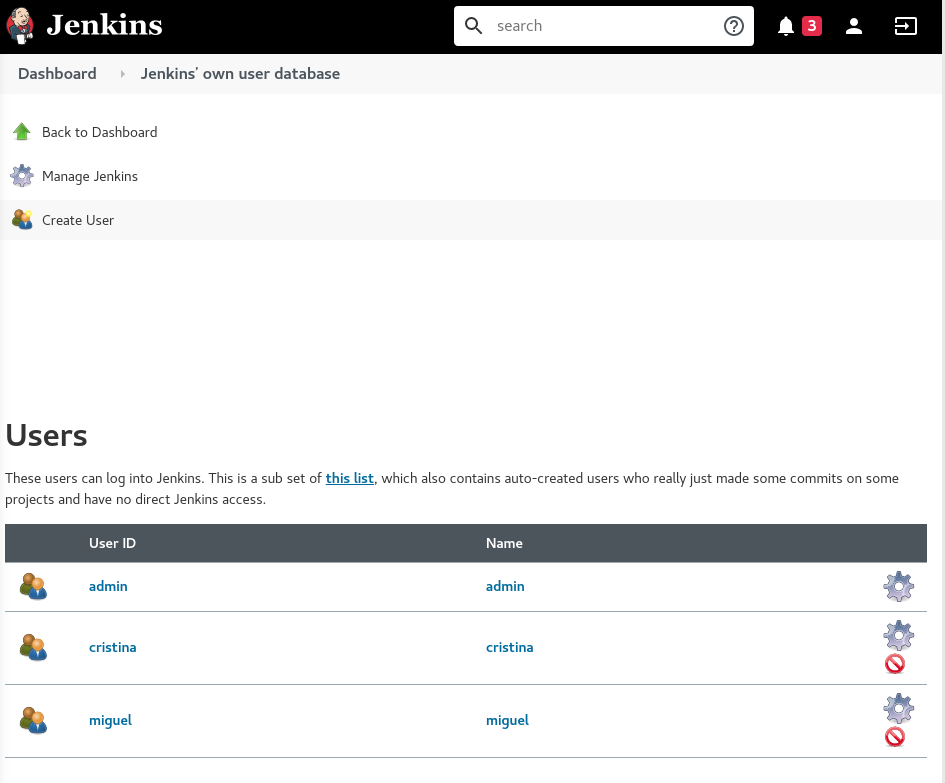 Jenkins
search
3
Dashboard
Jenkins' own user database
Back to Dashboard
Manage Jenkins
Create User
Users
These users can log into Jenkins. This is a sub set of this list, which also contains auto-created users who really just made some commits on some
projects and have no direct Jenkins access.
User ID Name
admin admin
cristina cristina
miguel miguel